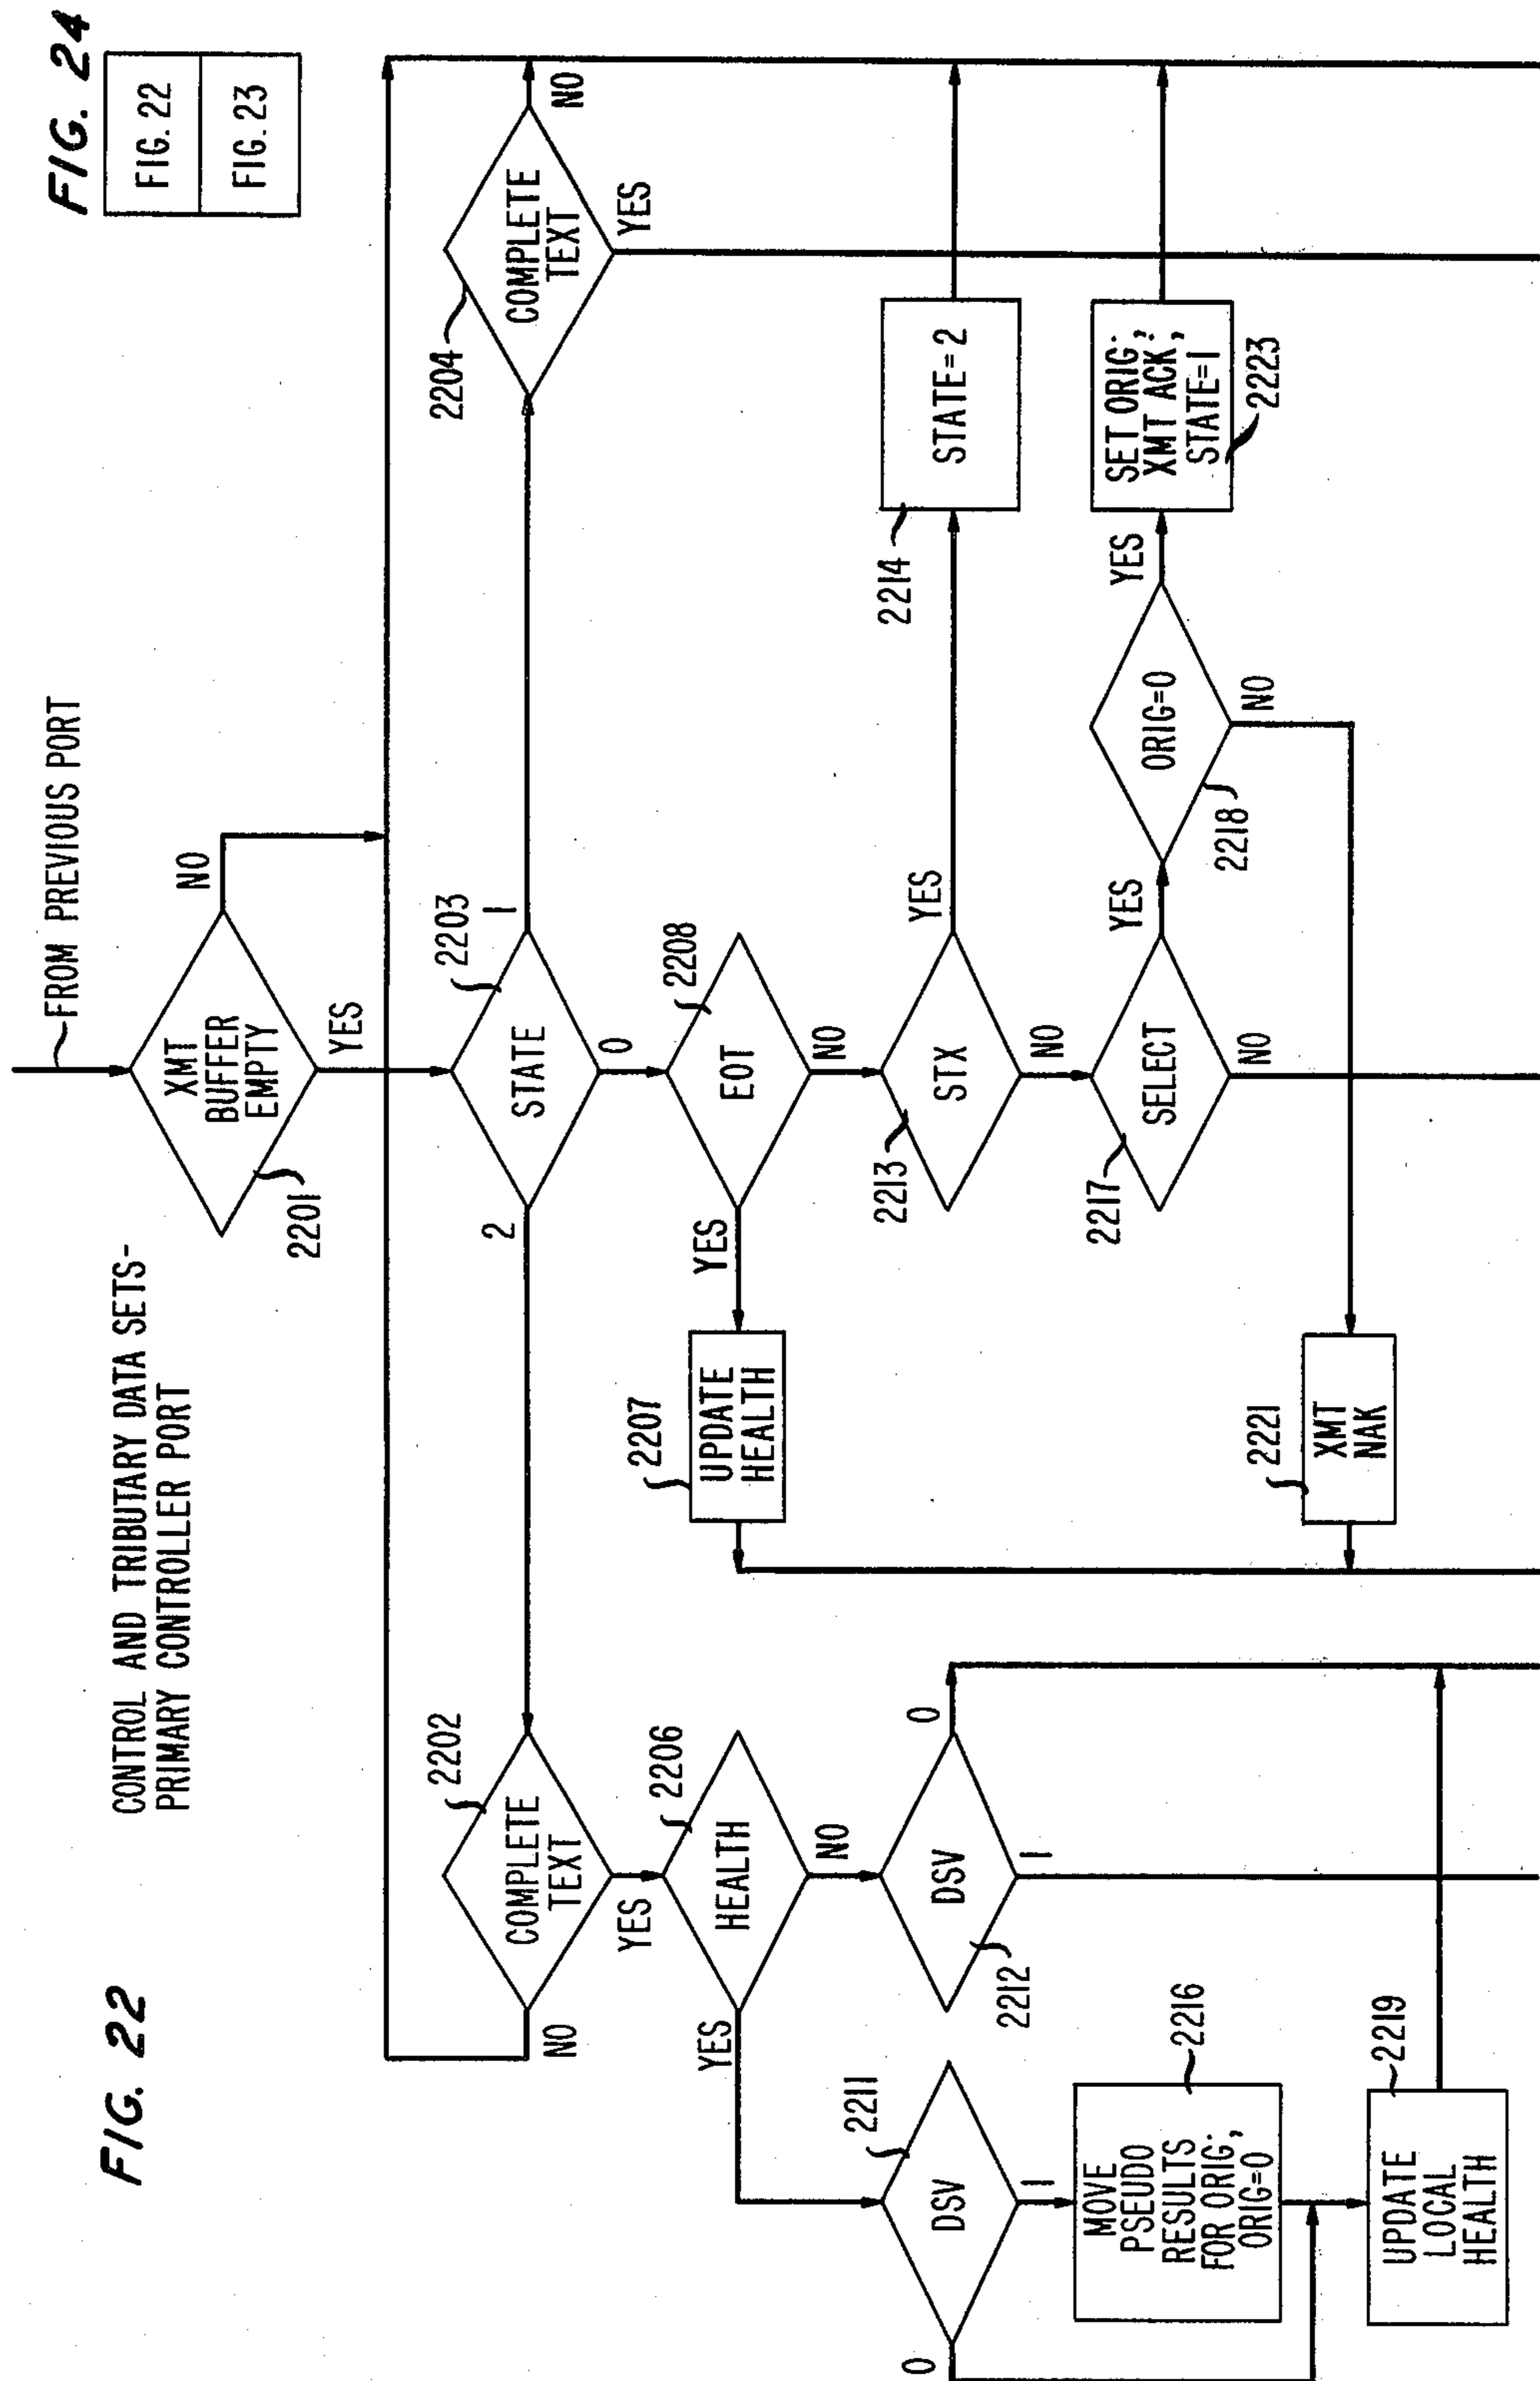 FIG. 22
CONTROL AND TRIBUTARY DATA SETS-
PRIMARY CONTROLLER PORT
FROM PREVIOUS PORT
FIG. 24
FIG. 22
FIG. 23
XMT
BUFFER
EMPTY
2201
NO
YES
2202
COMPLETE
TEXT
NO
YES
2
2203
STATE
1
0
2204
COMPLETE
TEXT
NO
YES
2206
HEALTH
YES
NO
2207
UPDATE
HEALTH
YES
2208
EOT
NO
2211
DSV
0
1
2212
DSV
0
1
2213
STX
YES
NO
2214
STATE=2
2216
MOVE
PSEUDO
RESULTS
FOR ORIG;
ORIG=0
2217
SELECT
YES
NO
2218
ORIG=0
YES
NO
SET ORIG;
XMT ACK;
STATE=1
2223
2219
UPDATE
LOCAL
HEALTH
2221
XMT
NAK